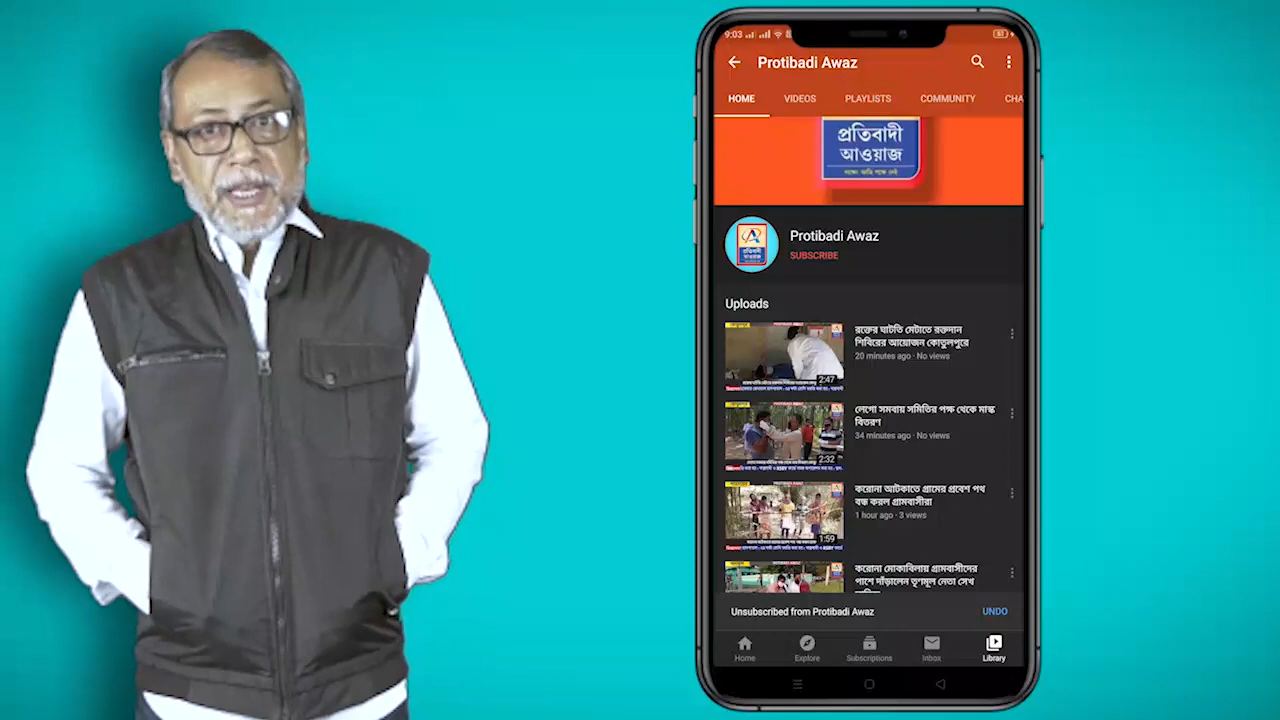 9:03
Protibadi Awaz
HOME VIDEOS PLAYLISTS COMMUNITY CHA
প্রতিবাদী
আওয়াজ
Protibadi Awaz
SUBSCRIBE
Uploads
রক্তের ঘাটতি মেটাতে রক্তদান
শিবিরের আয়োজন কোতুলপুরে
20 minutes ago · No views
2:47
লেগো সমবায় সমিতির পক্ষ থেকে মাস্ক
বিতরণ
34 minutes ago · No views
2:32
করোনা আটকাতে গ্রামের প্রবেশ পথ
বন্ধ করল গ্রামবাসীরা
1 hour ago · 3 views
1:59
করোনা মোকাবিলায় গ্রামবাসীদের
পাশে দাঁড়ালেন তৃণমূল নেতা সেখ
Unsubscribed from Protibadi Awaz UNDO
Home Explore Subscriptions Inbox Library